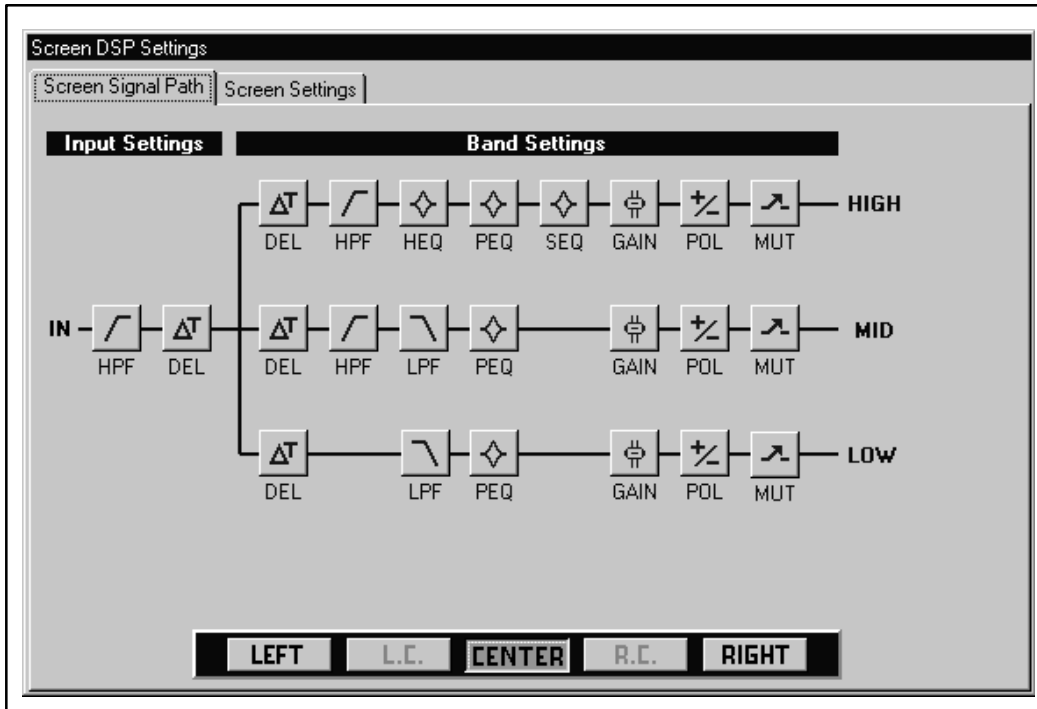 Screen DSP Settings
Screen Signal Path Screen Settings
Input Settings Band Settings
ΔT +/- HIGH
DEL HPF HEQ PEQ SEQ GAIN POL MUT
IN ΔT ΔT +/- MID
HPF DEL DEL HPF LPF PEQ GAIN POL MUT
ΔT +/- LOW
DEL LPF PEQ GAIN POL MUT
LEFT L.C. CENTER R.C. RIGHT